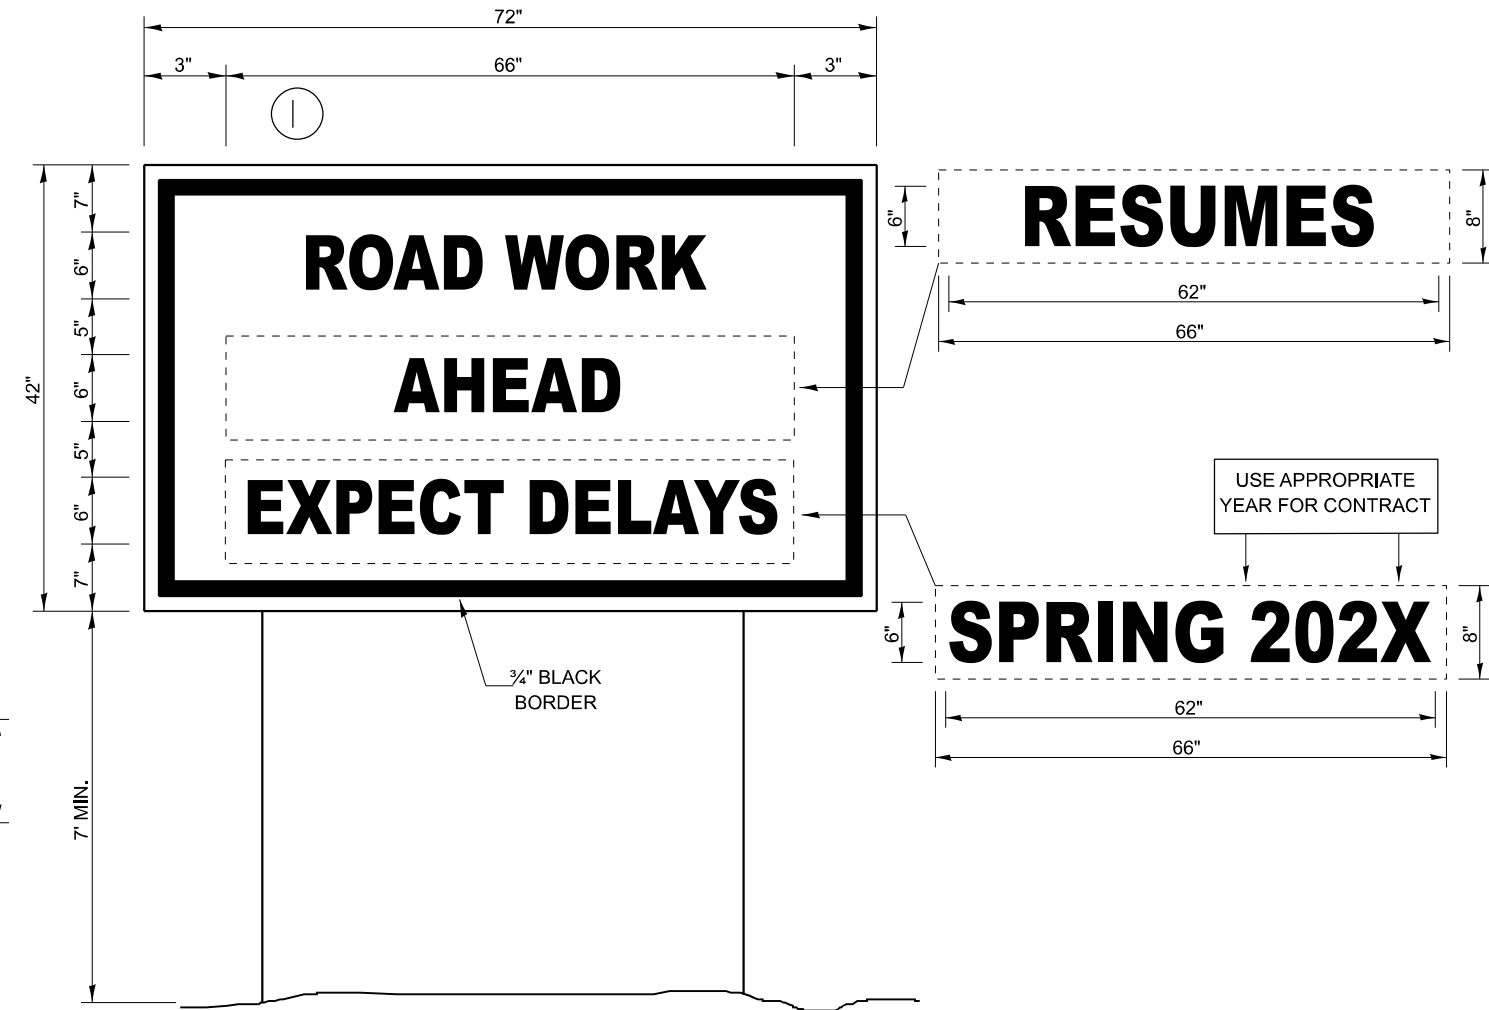 72"
3" 66" 3"
I
7"
6"
5"
6"
5"
6"
7"
42"
7' MIN.
ROAD WORK
AHEAD
EXPECT DELAYS
¾" BLACK
BORDER
RESUMES
6"
8"
62"
66"
USE APPROPRIATE
YEAR FOR CONTRACT
SPRING 202X
6"
8"
62"
66"